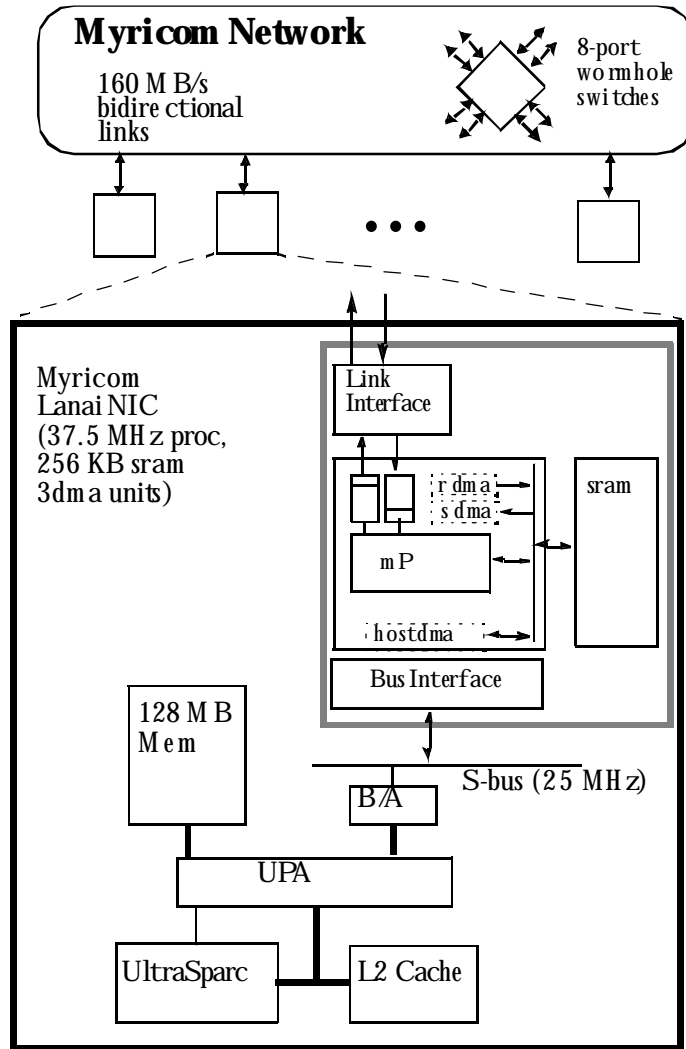 Myricom Network
160 MB/s
bidirectional
links
8-port
wormhole
switches
Myricom
Lanai NIC
(37.5 MHz proc,
256 KB sram
3dma units)
Link
Interface
rdma
sdma
mP
hostdma
sram
Bus Interface
128 MB
Mem
S-bus (25 MHz)
B/A
UPA
UltraSparc
L2 Cache